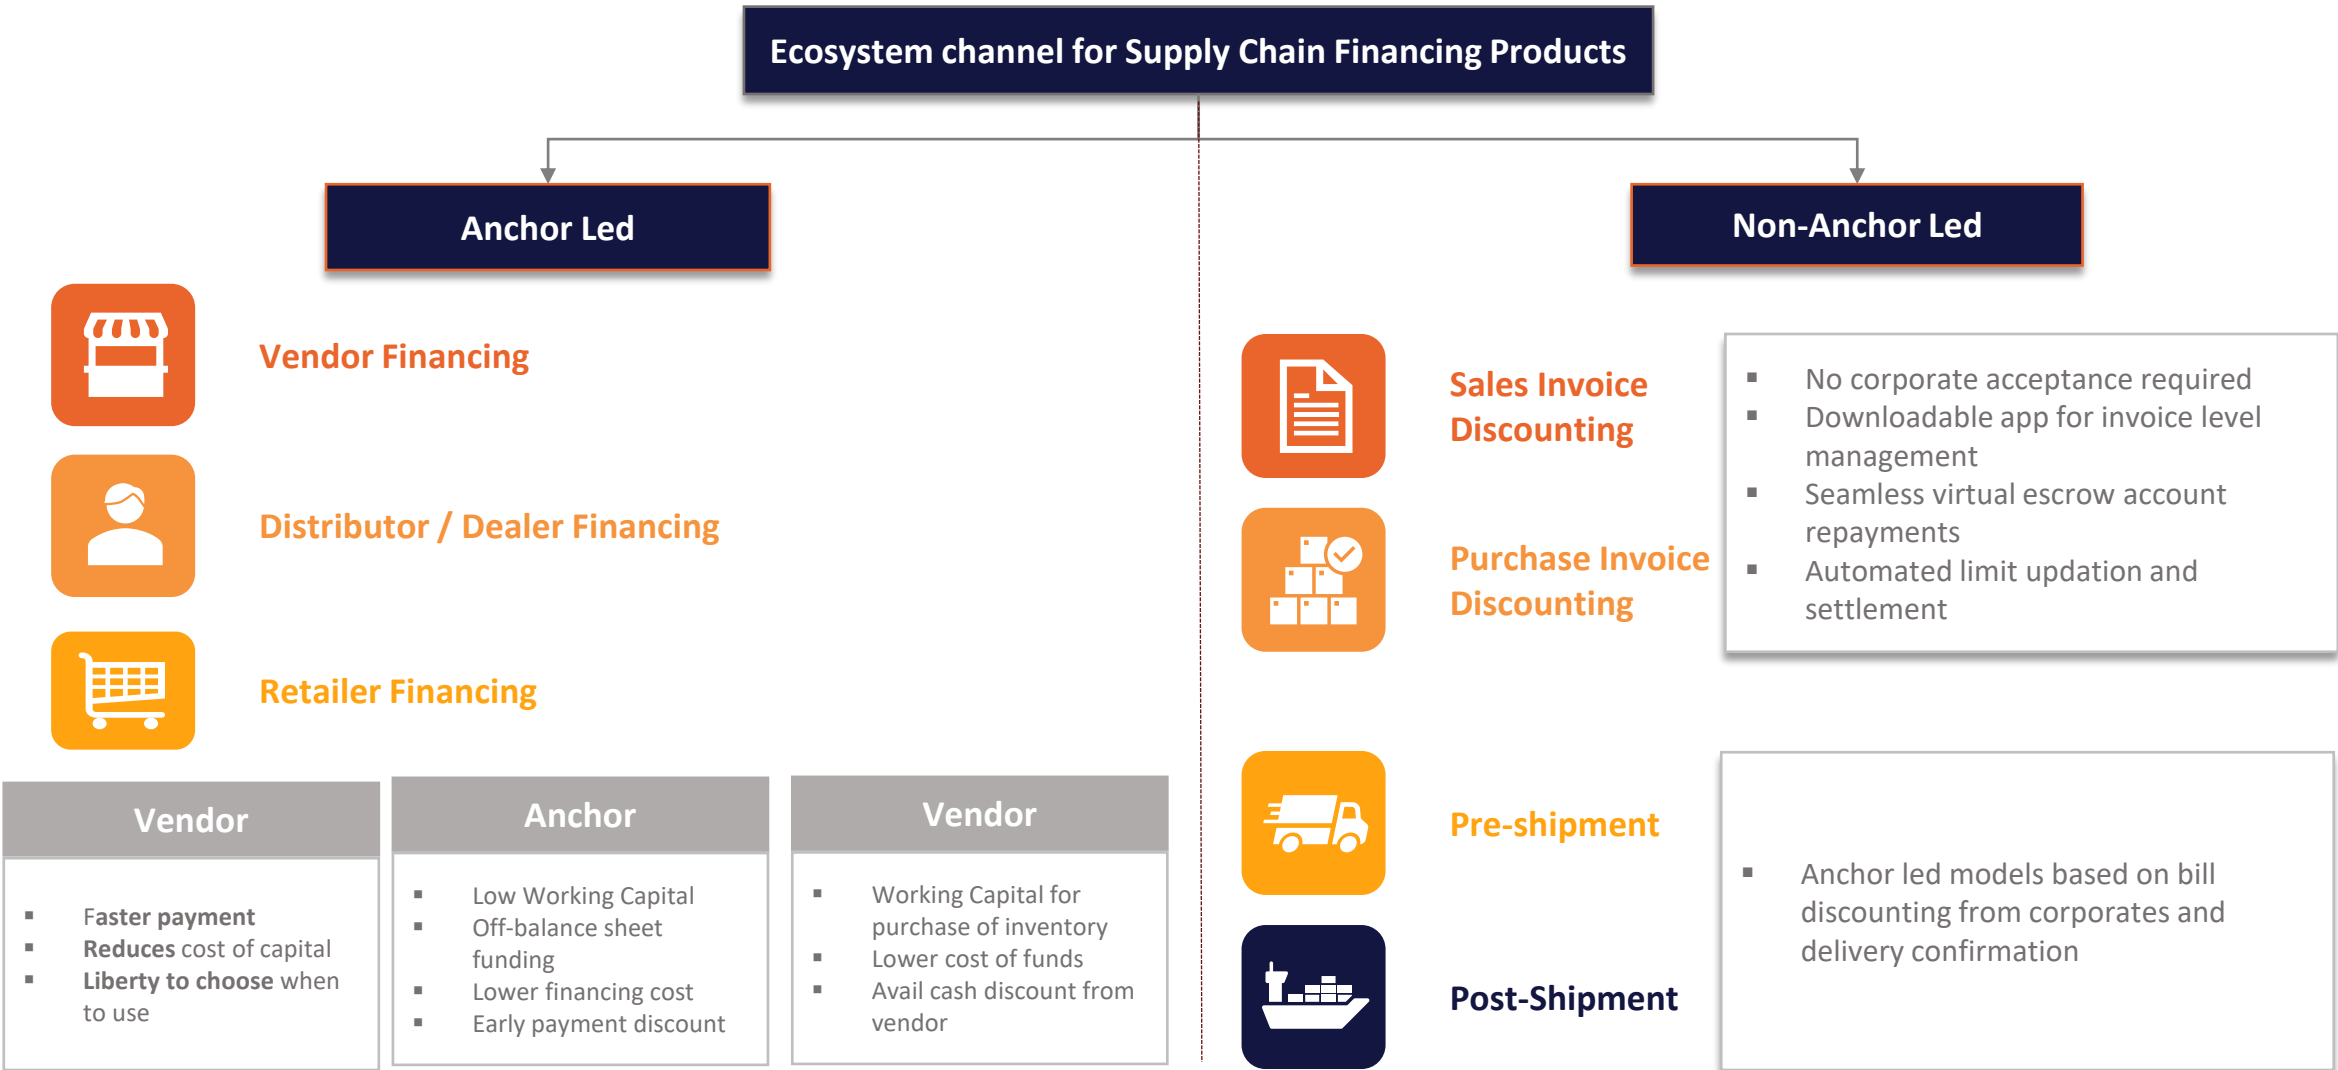 Ecosystem channel for Supply Chain Financing Products
Anchor Led
Vendor Financing
Distributor / Dealer Financing
Retailer Financing
Vendor
▪ Faster payment
▪ Reduces cost of capital
▪ Liberty to choose when
to use
Anchor
▪ Low Working Capital
▪ Off-balance sheet
funding
▪ Lower financing cost
▪ Early payment discount
Vendor
▪ Working Capital for
purchase of inventory
▪ Lower cost of funds
▪ Avail cash discount from
vendor
Non-Anchor Led
Sales Invoice
Discounting
Purchase Invoice
Discounting
▪ No corporate acceptance required
▪ Downloadable app for invoice level
management
▪ Seamless virtual escrow account
repayments
▪ Automated limit updation and
settlement
Pre-shipment
Post-Shipment
▪ Anchor led models based on bill
discounting from corporates and
delivery confirmation